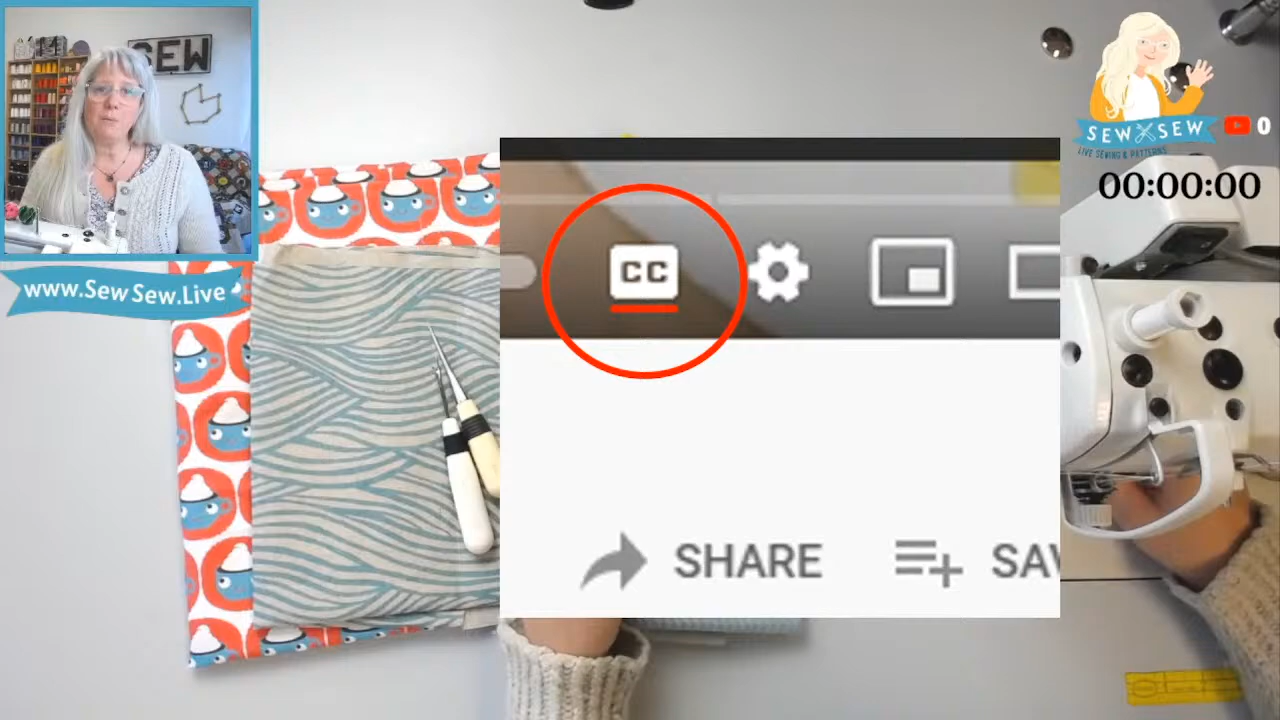 SEW
www.SewSew.Live
CC
SHARE
SAV
SEW SEW
LIVE SEWING & PATTERNS
0
00:00:00